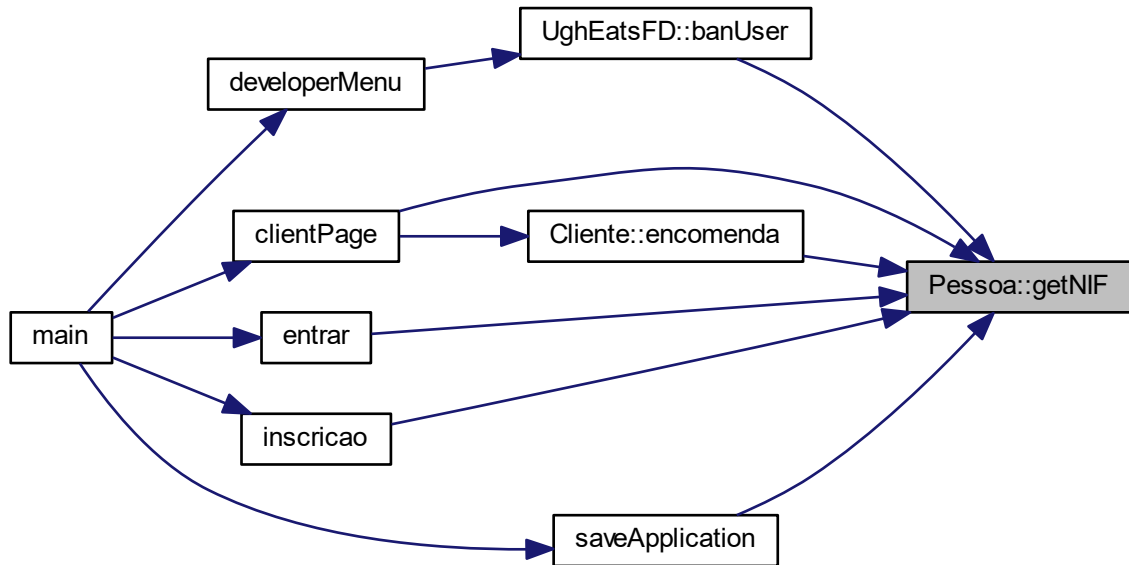 UghEatsFD::banUser
developerMenu
clientPage
Cliente::encomenda
Pessoa::getNIF
main
entrar
inscricao
saveApplication